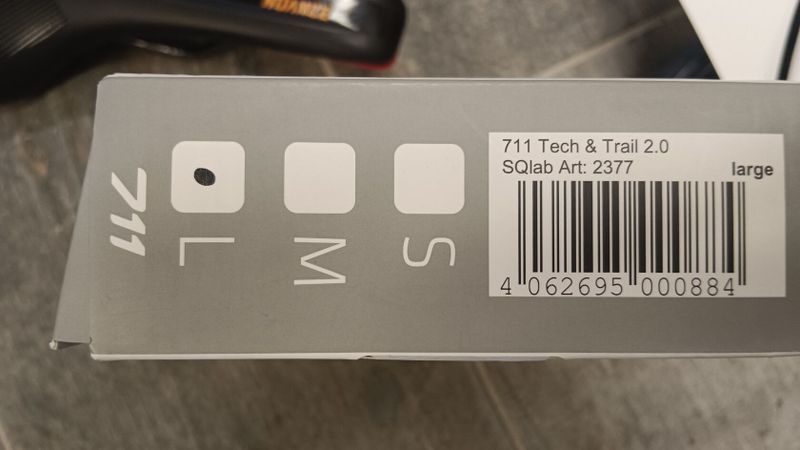 711
L
M
S
711 Tech & Trail 2.0
SQlab Art: 2377
large
4 062695 000884